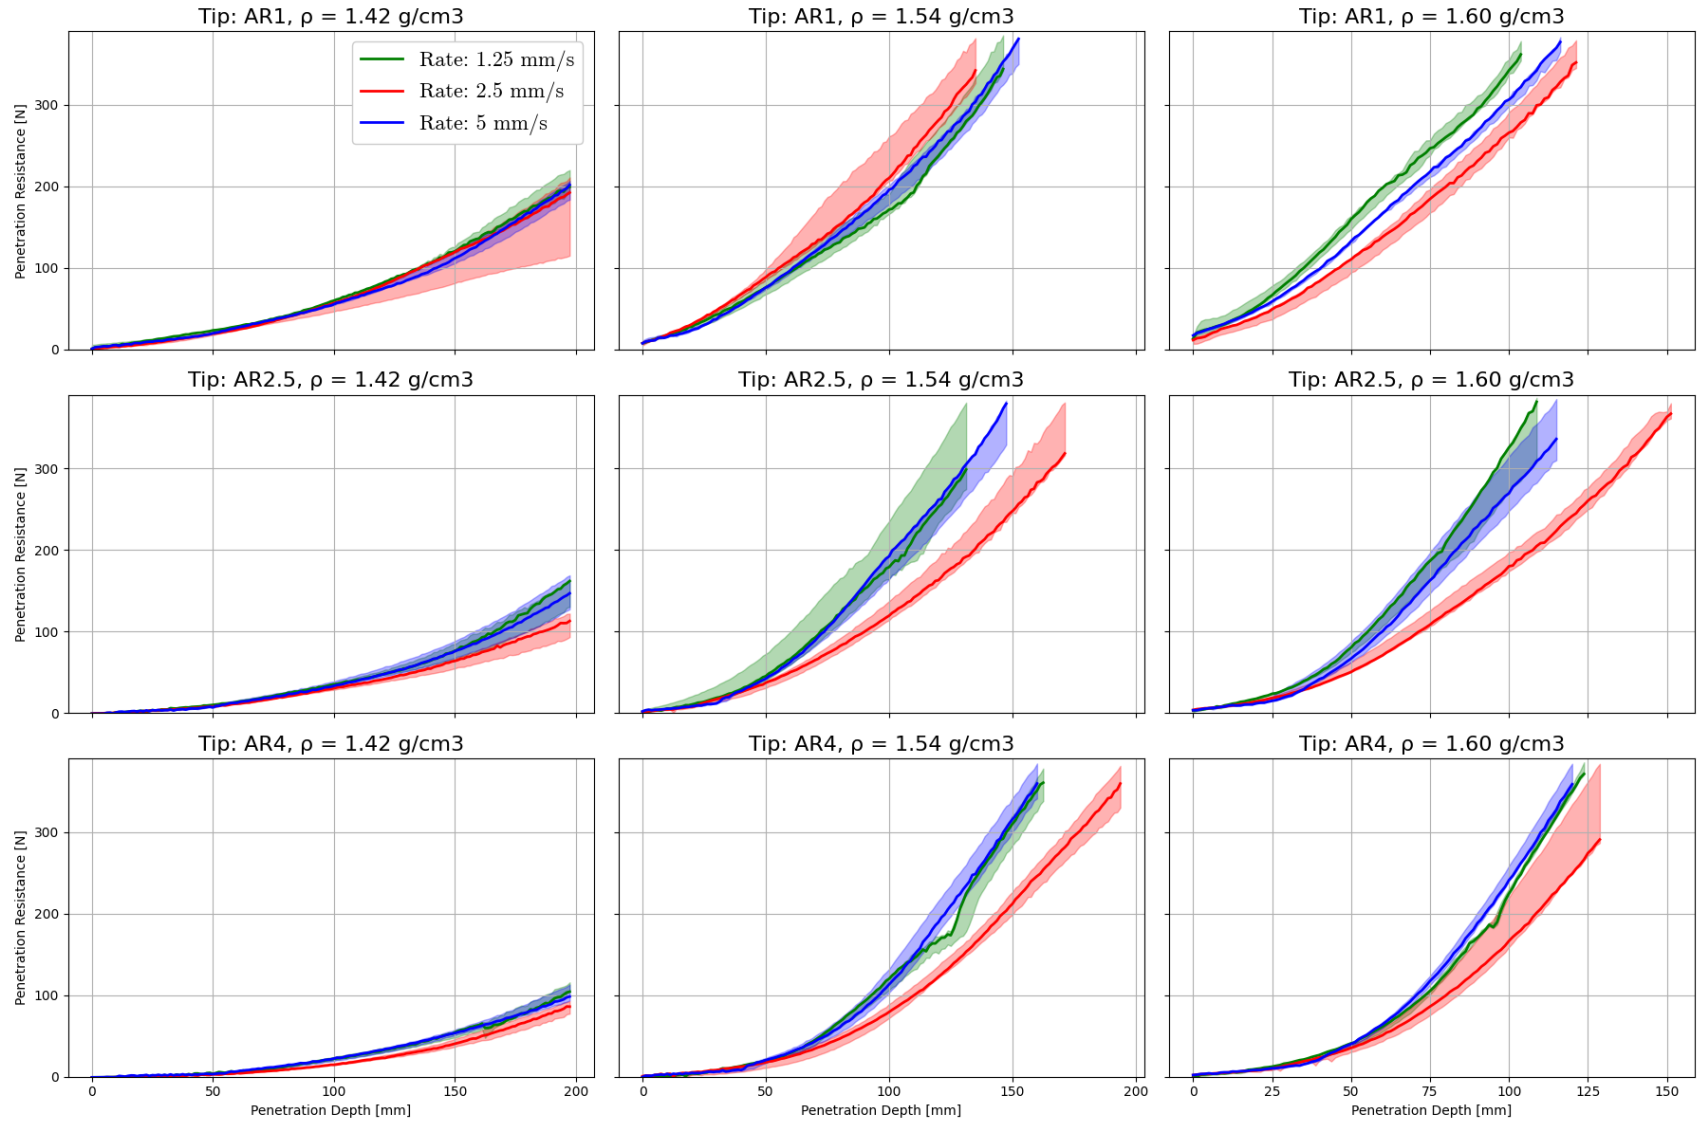 Tip: AR1, ρ = 1.42 g/cm3
Tip: AR1, ρ = 1.54 g/cm3
Tip: AR1, ρ = 1.60 g/cm3
Rate: 1.25 mm/s
Rate: 2.5 mm/s
Rate: 5 mm/s
Penetration Resistance [N]
300
200
100
0
Tip: AR2.5, ρ = 1.42 g/cm3
Tip: AR2.5, ρ = 1.54 g/cm3
Tip: AR2.5, ρ = 1.60 g/cm3
Penetration Resistance [N]
300
200
100
0
Tip: AR4, ρ = 1.42 g/cm3
Tip: AR4, ρ = 1.54 g/cm3
Tip: AR4, ρ = 1.60 g/cm3
Penetration Resistance [N]
300
200
100
0
0 50 100 150 200
0 50 100 150 200
0 25 50 75 100 125 150
Penetration Depth [mm]
Penetration Depth [mm]
Penetration Depth [mm]